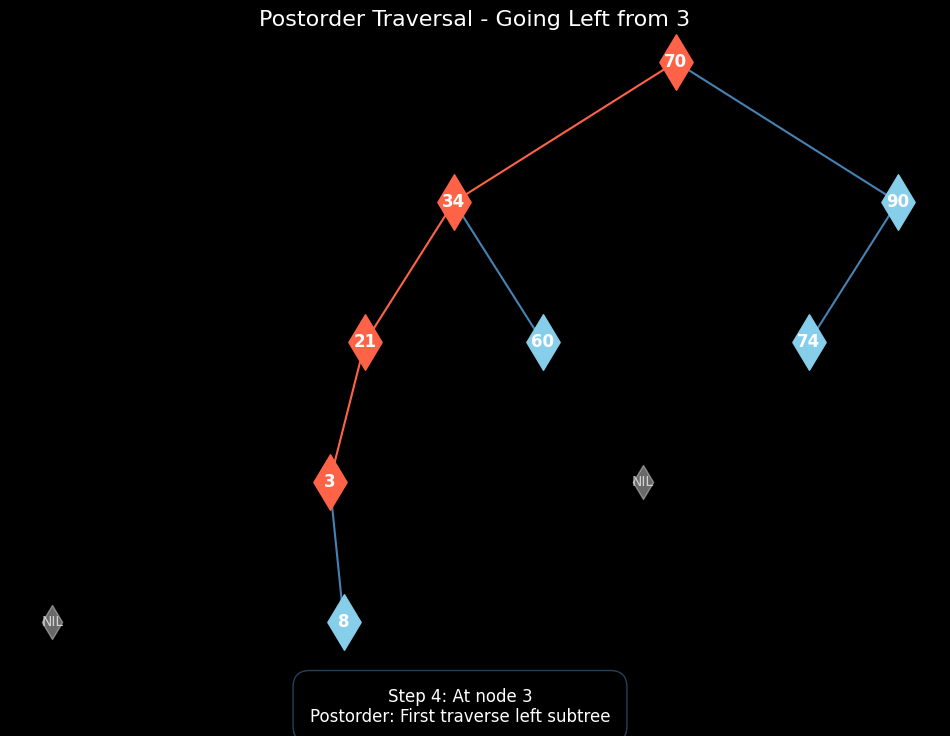 Postorder Traversal - Going Left from 3
70
34
90
21
60
74
3
NIL
NIL
8
Step 4: At node 3
Postorder: First traverse left subtree